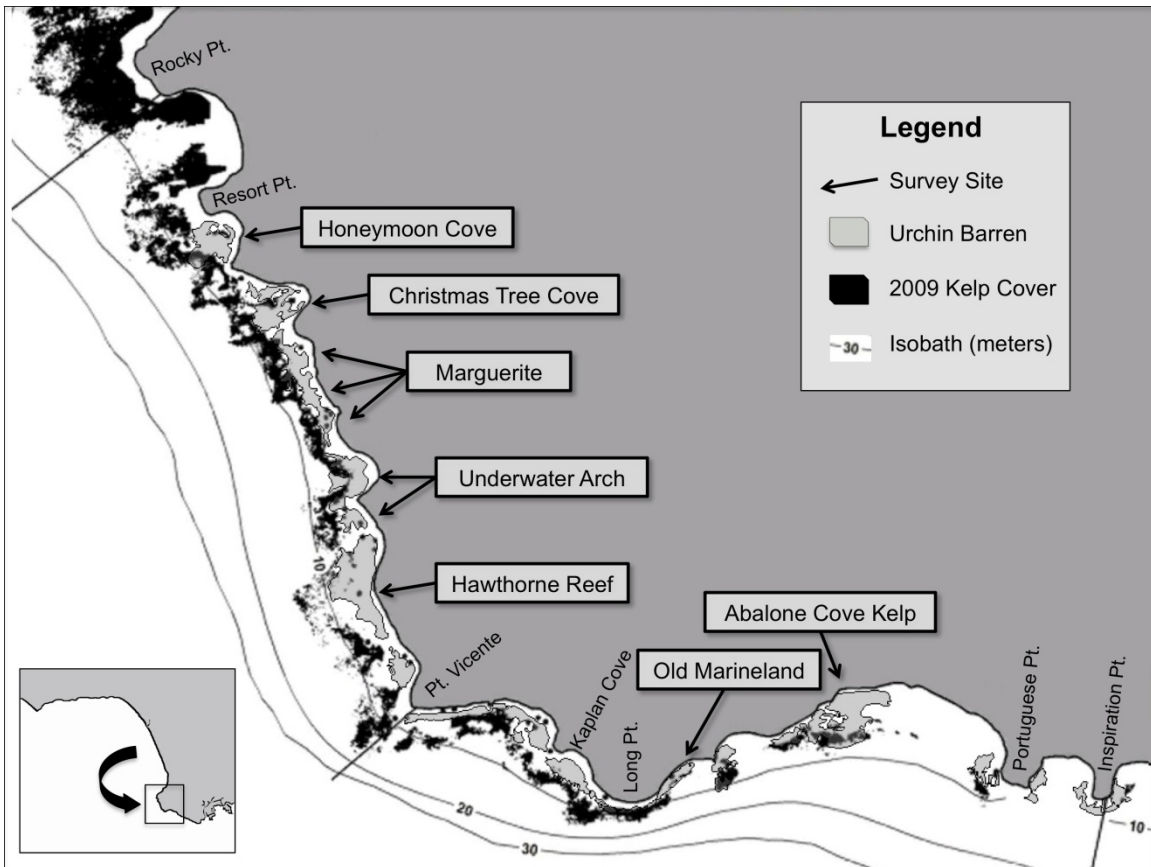 Rocky Pt.
Resort Pt.
Legend
Survey Site
Urchin Barren
2009 Kelp Cover
30
Isobath (meters)
Honeymoon Cove
Christmas Tree Cove
Marguerite
Underwater Arch
10
Hawthorne Reef
Abalone Cove Kelp
Pt. Vicente
Kaplan Cove
Old Marineland
Long Pt.
Portuguese Pt.
Inspiration Pt.
20
30
10